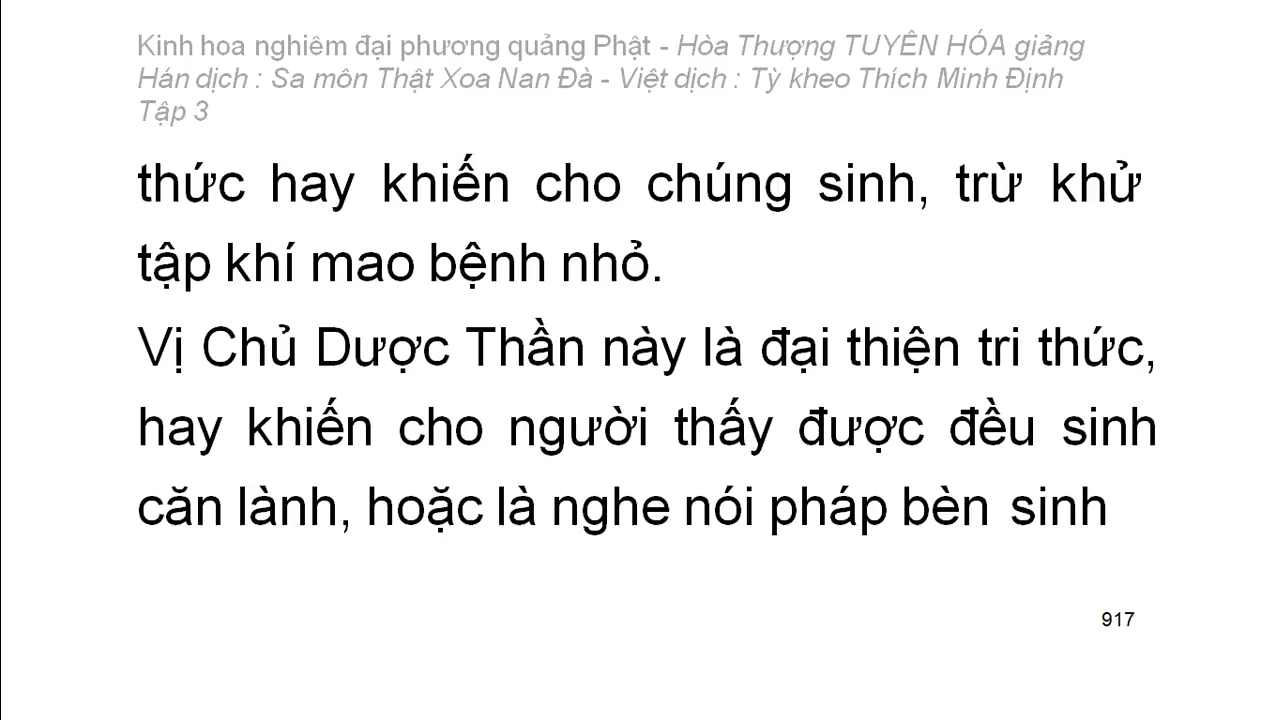 Kinh hoa nghiêm đại phương quảng Phật - Hòa Thượng TUYÊN HÓA giảng
Hán dịch : Sa môn Thật Xoa Nan Đà - Việt dịch : Tỳ kheo Thích Minh Định
Tập 3
thức hay khiến cho chúng sinh, trừ khử
tập khí mao bệnh nhỏ.
Vị Chủ Dược Thần này là đại thiện tri thức,
hay khiến cho người thấy được đều sinh
căn lành, hoặc là nghe nói pháp bèn sinh
917